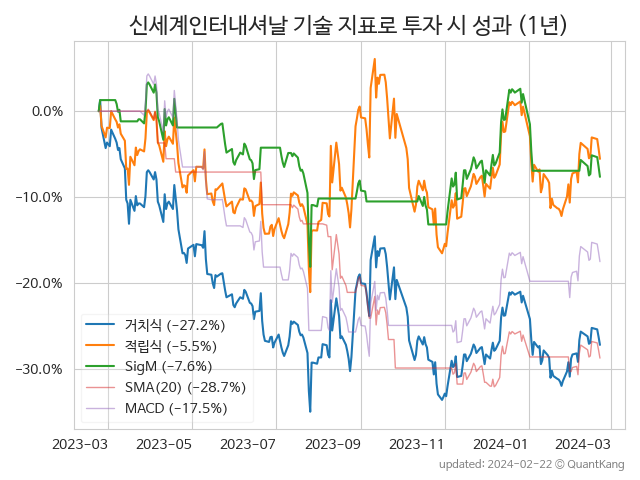 신세계인터내셔날 기술 지표로 투자 시 성과 (1년)
0.0%
−10.0%
−20.0%
−30.0%
거치식 (−27.2%)
적립식 (−5.5%)
SigM (−7.6%)
SMA(20) (−28.7%)
MACD (−17.5%)
2023-03 2023-05 2023-07 2023-09 2023-11 2024-01 2024-03
updated: 2024-02-22 © QuantKang